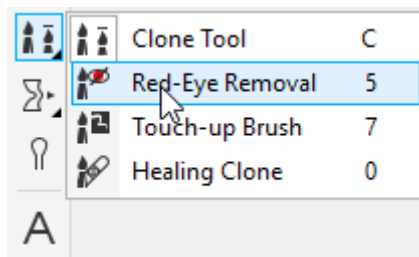 Clone Tool C
Red-Eye Removal 5
Touch-up Brush 7
Healing Clone 0
A